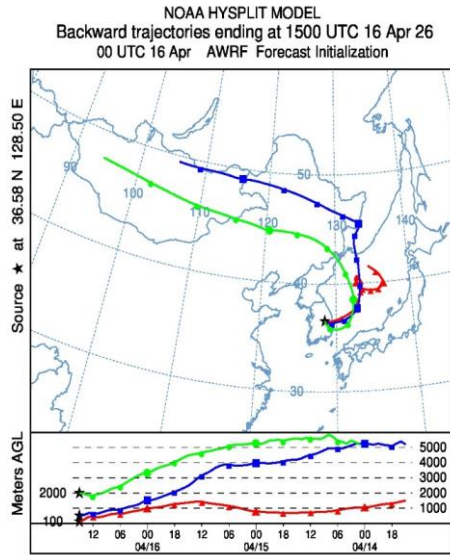 NOAA HYSPLIT MODEL
Backward trajectories ending at 1500 UTC 16 Apr 26
00 UTC 16 Apr AWRF Forecast Initialization
Source ★ at 36.58 N 128.50 E
90
100
110
120
130
140
50
40
30
Meters AGL
2000
100
5000
4000
3000
2000
1000
12 06 00 18 12 06 00 18 12 06 00 18
04/16 04/15 04/14